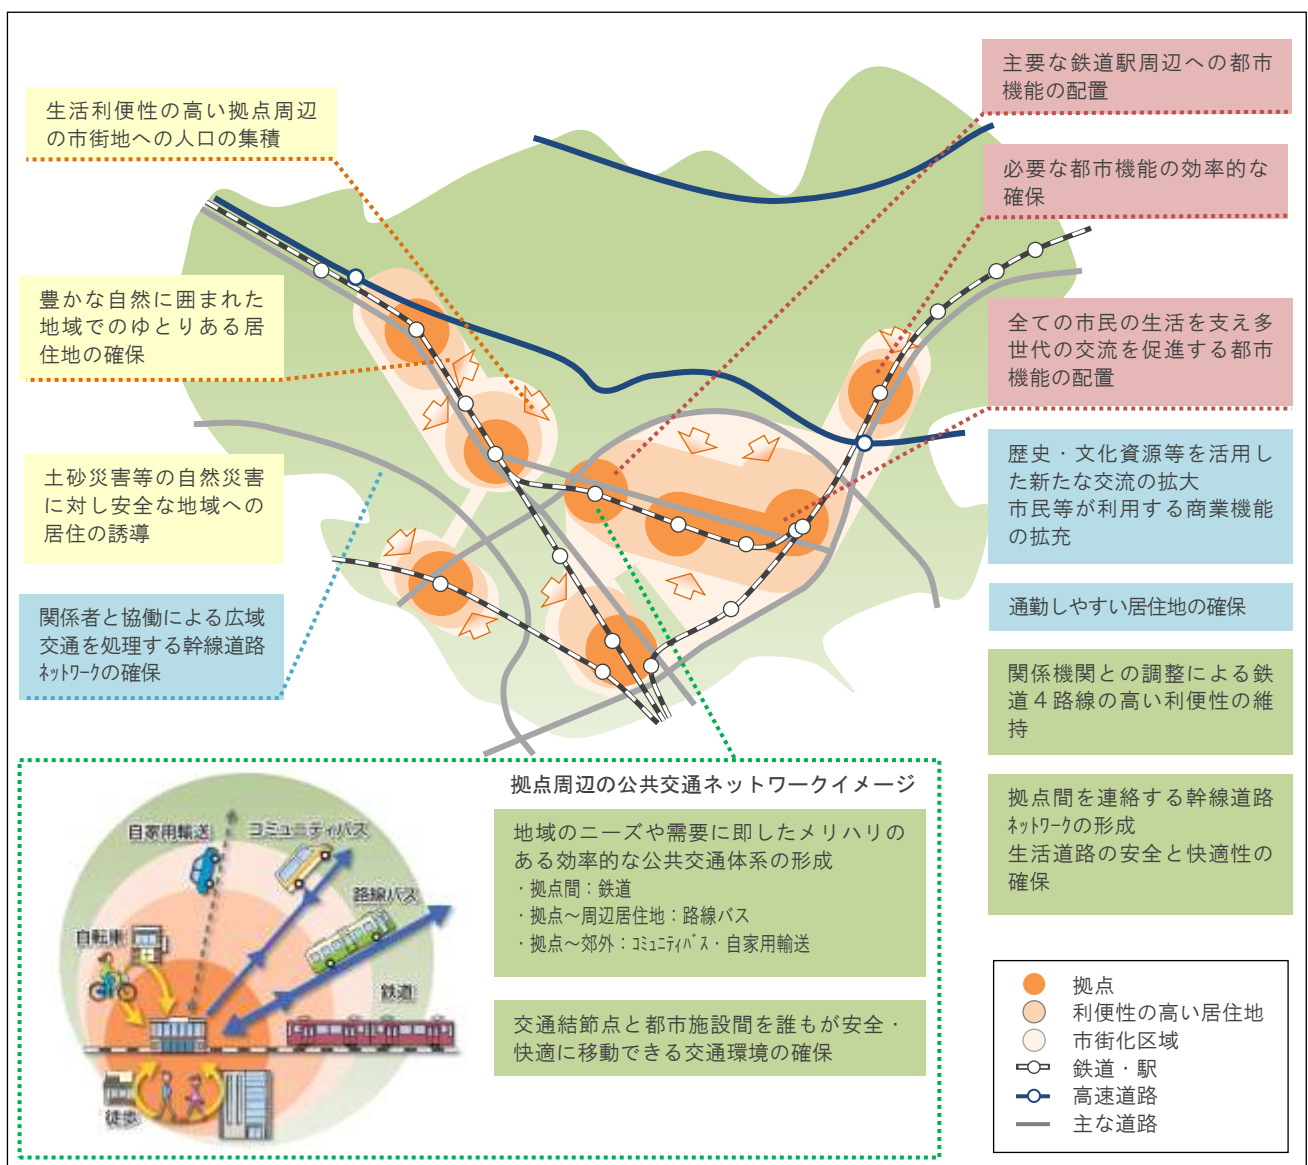 生活利便性の高い拠点周辺
の市街地への人口の集積
豊かな自然に囲まれた
地域でのゆとりある居
住地の確保
土砂災害等の自然災害
に対し安全な地域への
居住の誘導
関係者と協働による広域
交通を処理する幹線道路
ﾈｯﾄﾜｰｸの確保
主要な鉄道駅周辺への都市
機能の配置
必要な都市機能の効率的な
確保
全ての市民の生活を支え多
世代の交流を促進する都市
機能の配置
歴史・文化資源等を活用し
た新たな交流の拡大
市民等が利用する商業機能
の拡充
通勤しやすい居住地の確保
関係機関との調整による鉄
道４路線の高い利便性の維
持
拠点間を連絡する幹線道路
ﾈｯﾄﾜｰｸの形成
生活道路の安全と快適性の
確保
拠点周辺の公共交通ネットワークイメージ
地域のニーズや需要に即したメリハリの
ある効率的な公共交通体系の形成
・拠点間：鉄道
・拠点～周辺居住地：路線バス
・拠点～郊外：ｺﾐｭﾆﾃｨﾊﾞｽ・自家用輸送
交通結節点と都市施設間を誰もが安全・
快適に移動できる交通環境の確保
自家用輸送
コミュニティバス
路線バス
自転車
鉄道
徒歩
拠点
利便性の高い居住地
市街化区域
鉄道・駅
高速道路
主な道路